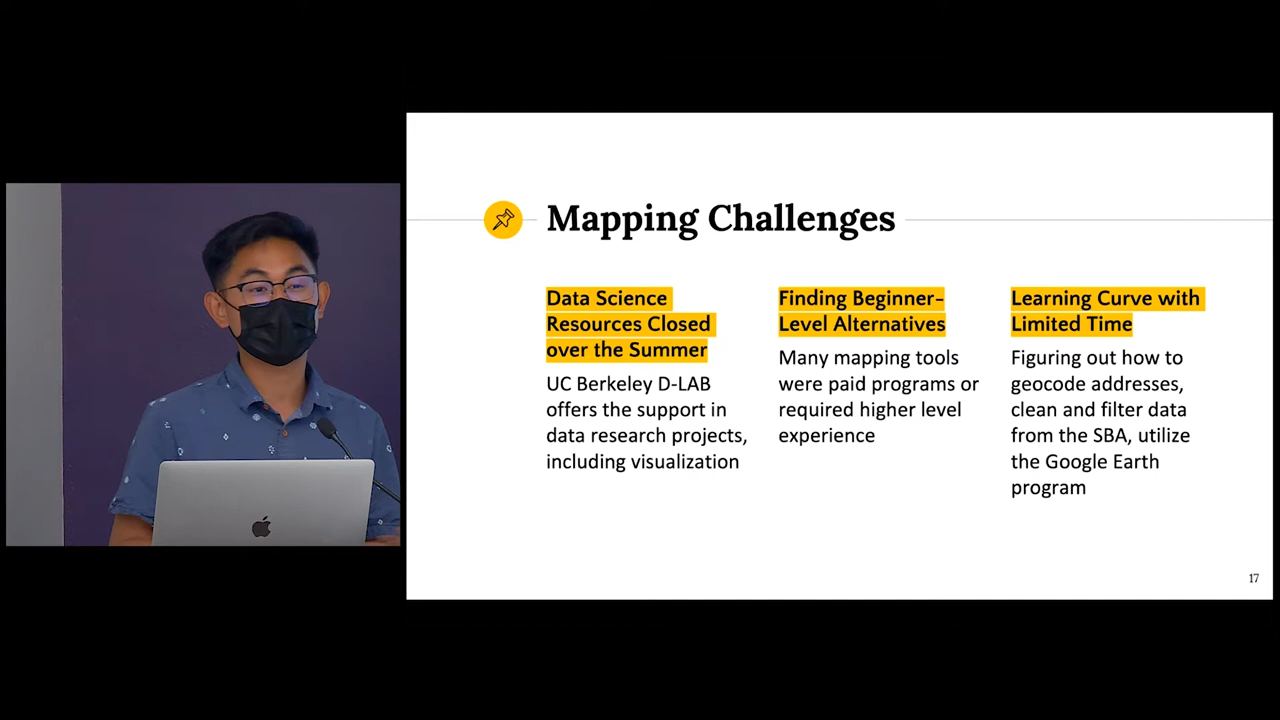 Mapping Challenges
Data Science
Resources Closed
over the Summer
UC Berkeley D-LAB
offers the support in
data research projects,
including visualization
Finding Beginner-
Level Alternatives
Many mapping tools
were paid programs or
required higher level
experience
Learning Curve with
Limited Time
Figuring out how to
geocode addresses,
clean and filter data
from the SBA, utilize
the Google Earth
program
17